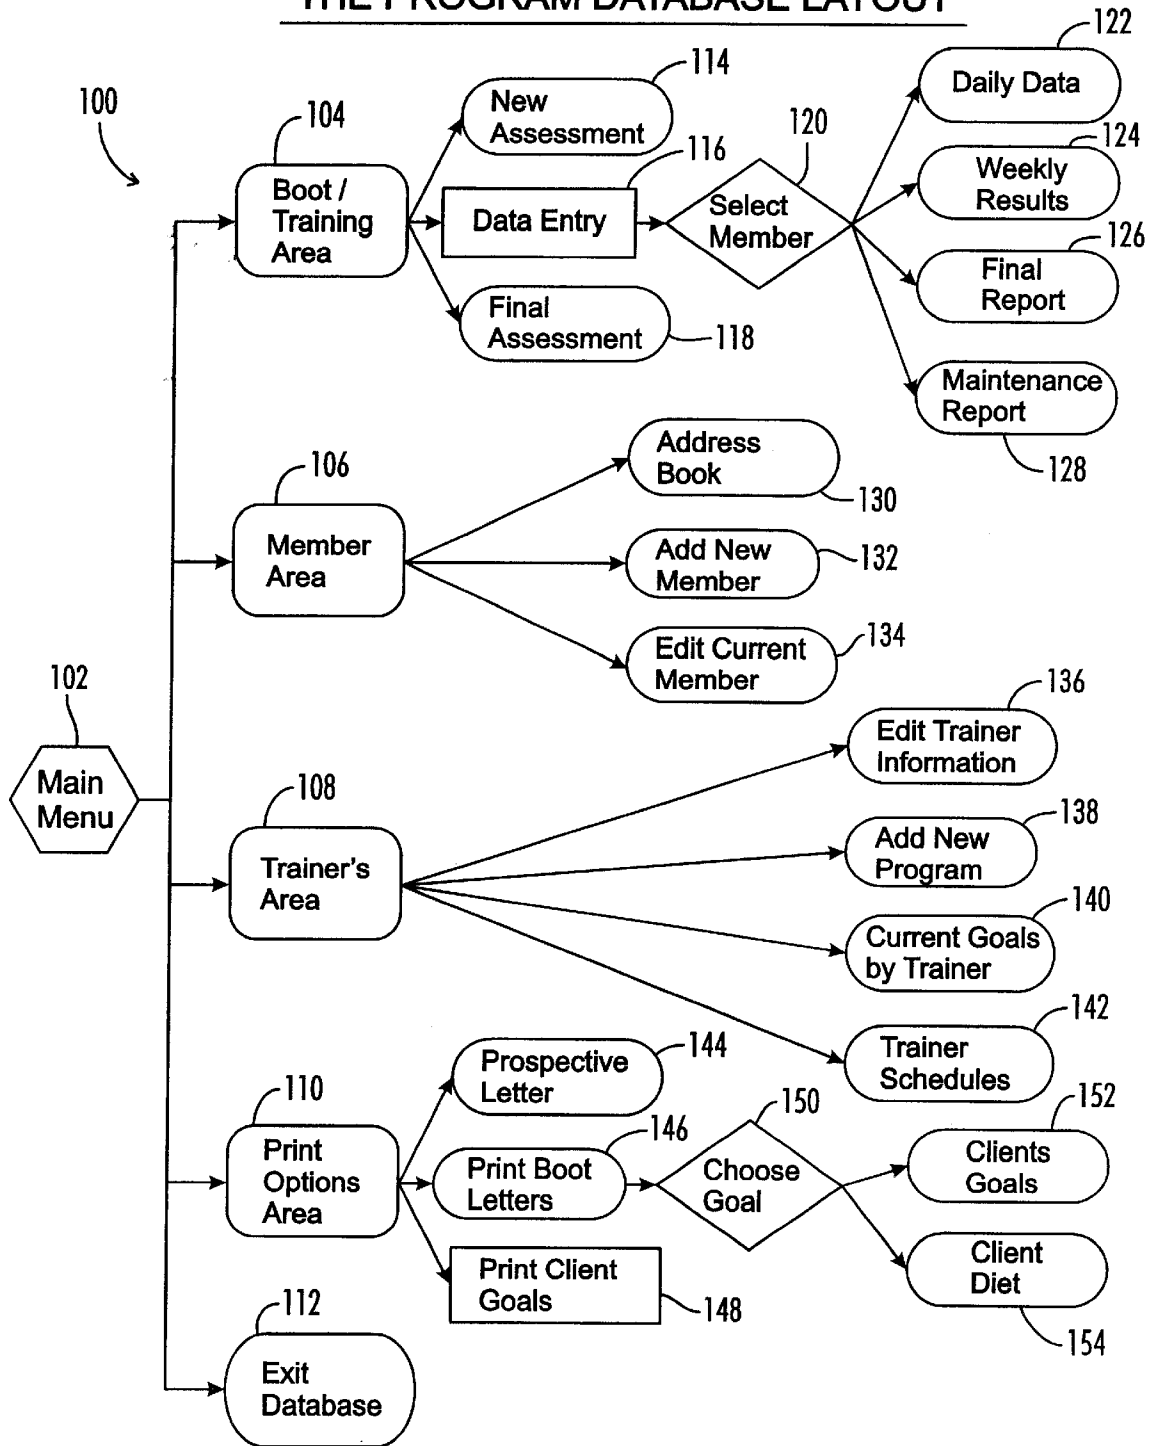 THE PROGRAM DATABASE LAYOUT
100
102
Main
Menu
104
Boot /
Training
Area
114
New
Assessment
116
Data Entry
118
Final
Assessment
120
Select
Member
122
Daily Data
124
Weekly
Results
126
Final
Report
128
Maintenance
Report
106
Member
Area
130
Address
Book
132
Add New
Member
134
Edit Current
Member
108
Trainer's
Area
136
Edit Trainer
Information
138
Add New
Program
140
Current Goals
by Trainer
142
Trainer
Schedules
110
Print
Options
Area
144
Prospective
Letter
146
Print Boot
Letters
148
Print Client
Goals
150
Choose
Goal
152
Clients
Goals
154
Client
Diet
112
Exit
Database